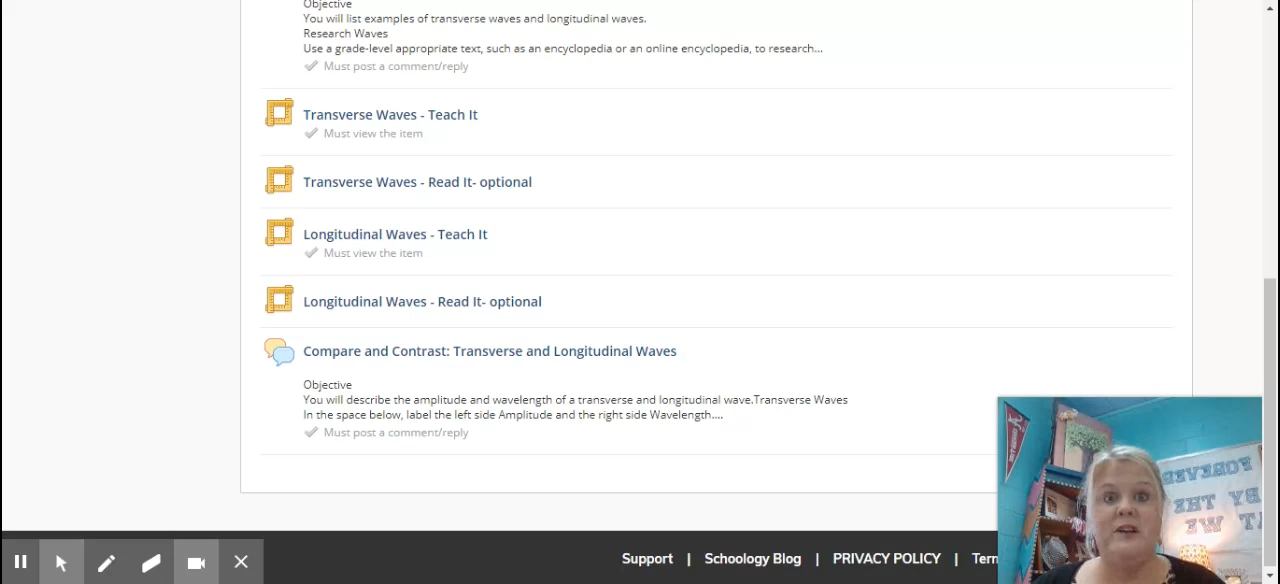 Objective
You will list examples of transverse waves and longitudinal waves.
Research Waves
Use a grade-level appropriate text, such as an encyclopedia or an online encyclopedia, to research...
Must post a comment/reply
Transverse Waves - Teach It
Must view the item
Transverse Waves - Read It- optional
Longitudinal Waves - Teach It
Must view the item
Longitudinal Waves - Read It- optional
Compare and Contrast: Transverse and Longitudinal Waves
Objective
You will describe the amplitude and wavelength of a transverse and longitudinal wave.Transverse Waves
In the space below, label the left side Amplitude and the right side Wavelength....
Must post a comment/reply
FOREVER
BY THE
WE
Support | Schoology Blog | PRIVACY POLICY |